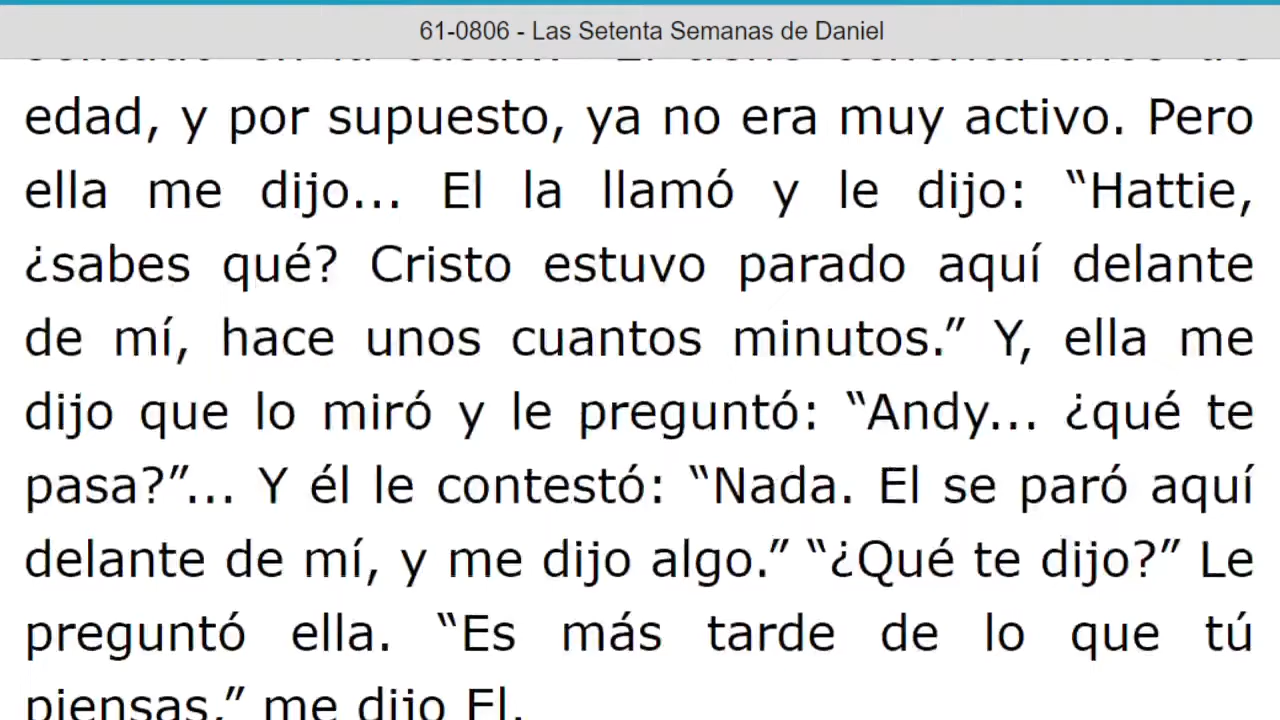 61-0806 - Las Setenta Semanas de Daniel
edad, y por supuesto, ya no era muy activo. Pero
ella me dijo... El la llamó y le dijo: “Hattie,
¿sabes qué? Cristo estuvo parado aquí delante
de mí, hace unos cuantos minutos.” Y, ella me
dijo que lo miró y le preguntó: “Andy... ¿qué te
pasa?”... Y él le contestó: “Nada. El se paró aquí
delante de mí, y me dijo algo.” “¿Qué te dijo?” Le
preguntó ella. “Es más tarde de lo que tú
piensas,” me dijo El.